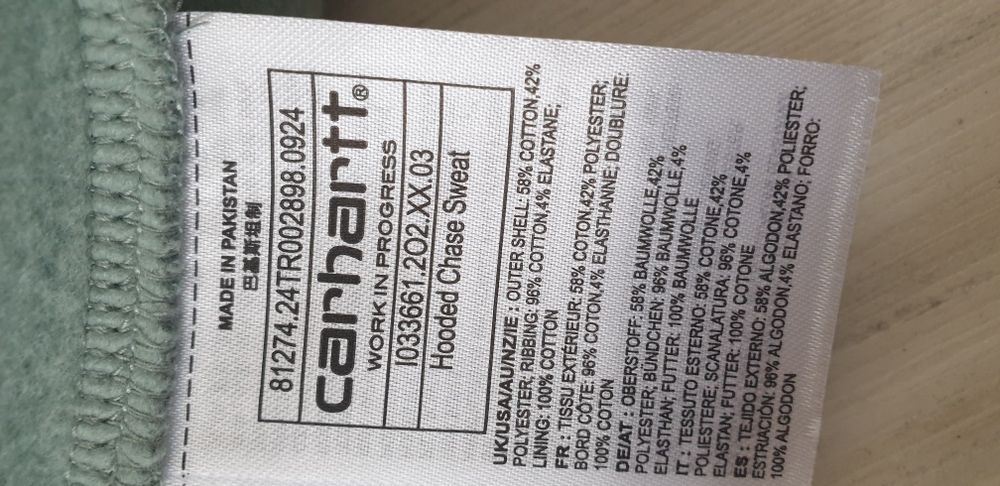 MADE IN PAKISTAN
巴基斯坦制
81274.24TR002898.0924
carhartt®
WORK IN PROGRESS
I033661.2O2.XX.03
Hooded Chase Sweat
UK/USA/AU/NZ/IE : OUTER SHELL: 58% COTTON,42%
POLYESTER; RIBBING: 96% COTTON,4% ELASTANE;
LINING: 100% COTTON
FR : TISSU EXTERIEUR: 58% COTON,42% POLYESTER;
BORD CÔTE: 96% COTON,4% ELASTHANNE; DOUBLURE:
100% COTON
DE/AT : OBERSTOFF: 58% BAUMWOLLE,42%
POLYESTER; BÜNDCHEN: 96% BAUMWOLLE,4%
ELASTHAN; FUTTER: 100% BAUMWOLLE
IT : TESSUTO ESTERNO: 58% COTONE,42%
POLIESTERE; SCANALATURA: 96% COTONE,4%
ELASTAN; FUTTER: 100% COTONE
ES : TEJIDO EXTERNO: 58% ALGODON,42% POLIESTER;
ESTRIACIÓN: 96% ALGODON,4% ELASTANO; FORRO:
100% ALGODON